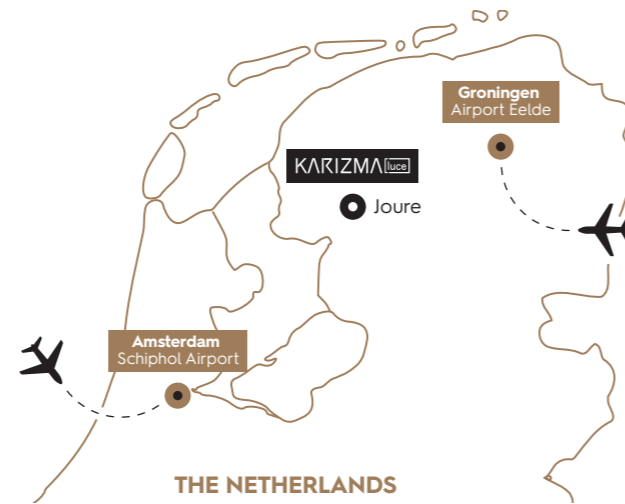 Groningen
Airport Eelde
KARIZMA luce
Joure
Amsterdam
Schiphol Airport
THE NETHERLANDS